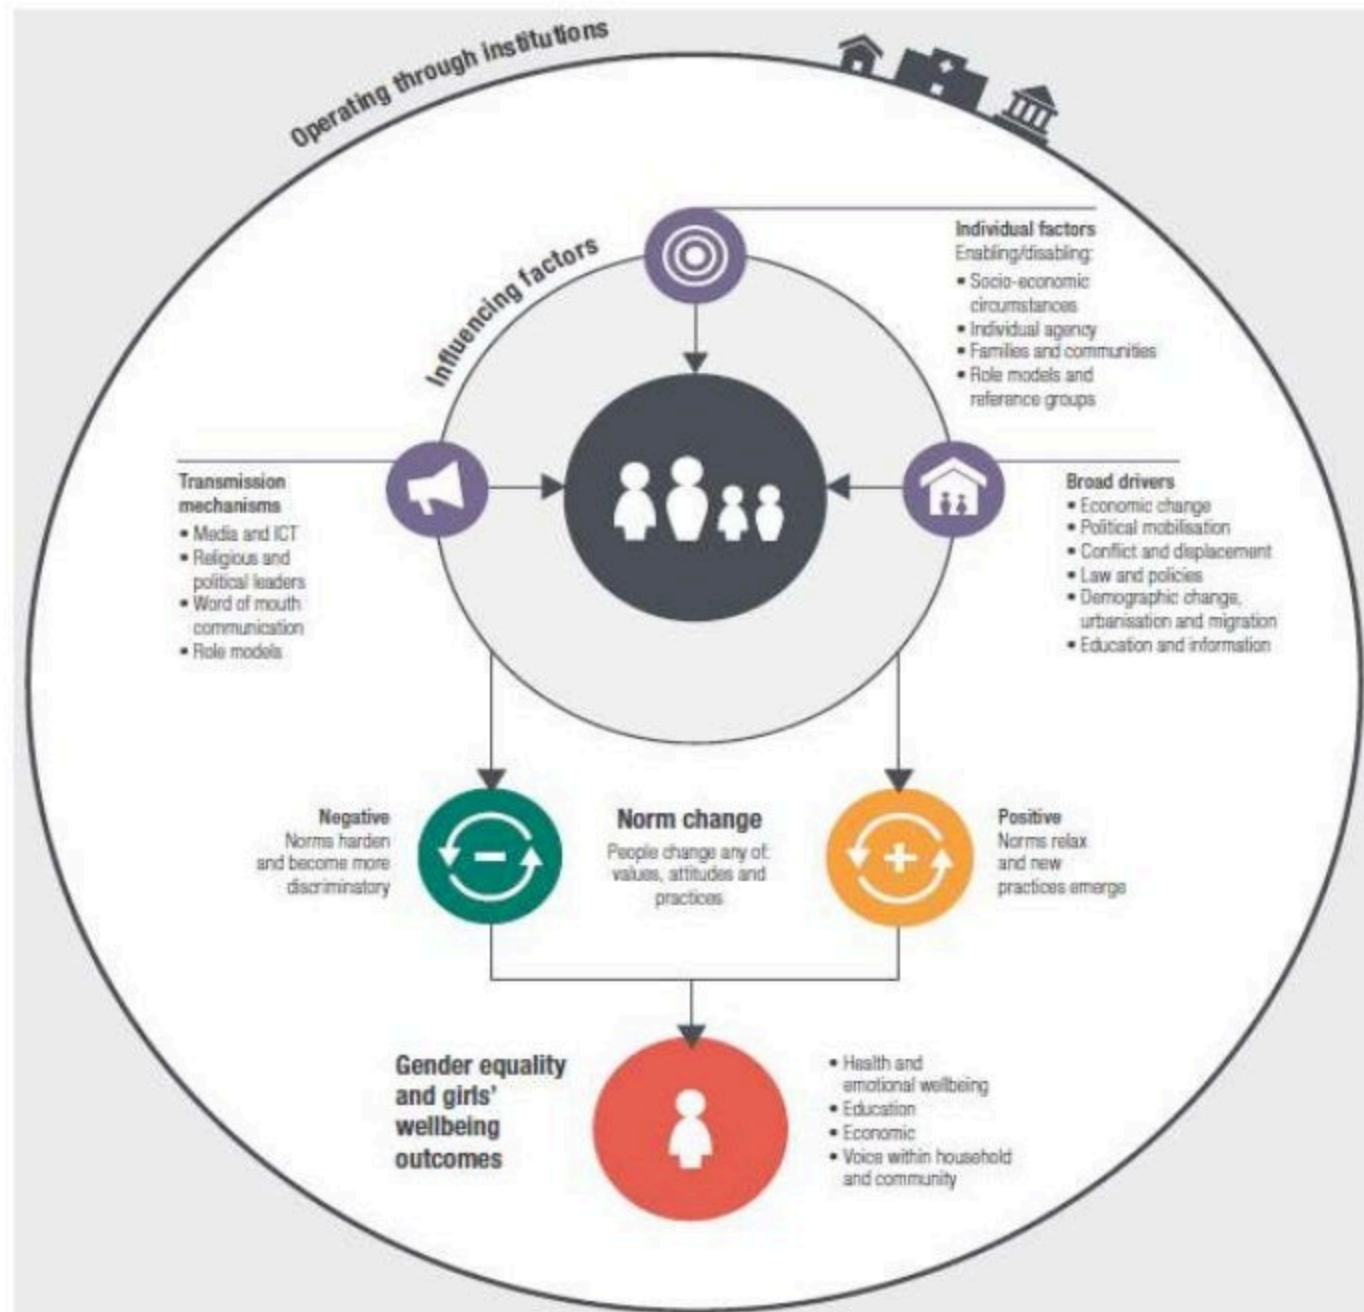 Operating through institutions
Influencing factors
Individual factors
Enabling/disabling:
• Socio-economic
circumstances
• Individual agency
• Families and communities
• Role models and
reference groups
Transmission
mechanisms
• Media and ICT
• Religious and
political leaders
• Word of mouth
communication
• Role models
Broad drivers
• Economic change
• Political mobilisation
• Conflict and displacement
• Law and policies
• Demographic change,
urbanisation and migration
• Education and information
Negative
Norms harden
and become more
discriminatory
Norm change
People change any of:
values, attitudes and
practices
Positive
Norms relax
and new
practices emerge
Gender equality
and girls'
wellbeing
outcomes
• Health and
emotional wellbeing
• Education
• Economic
• Voice within household
and community